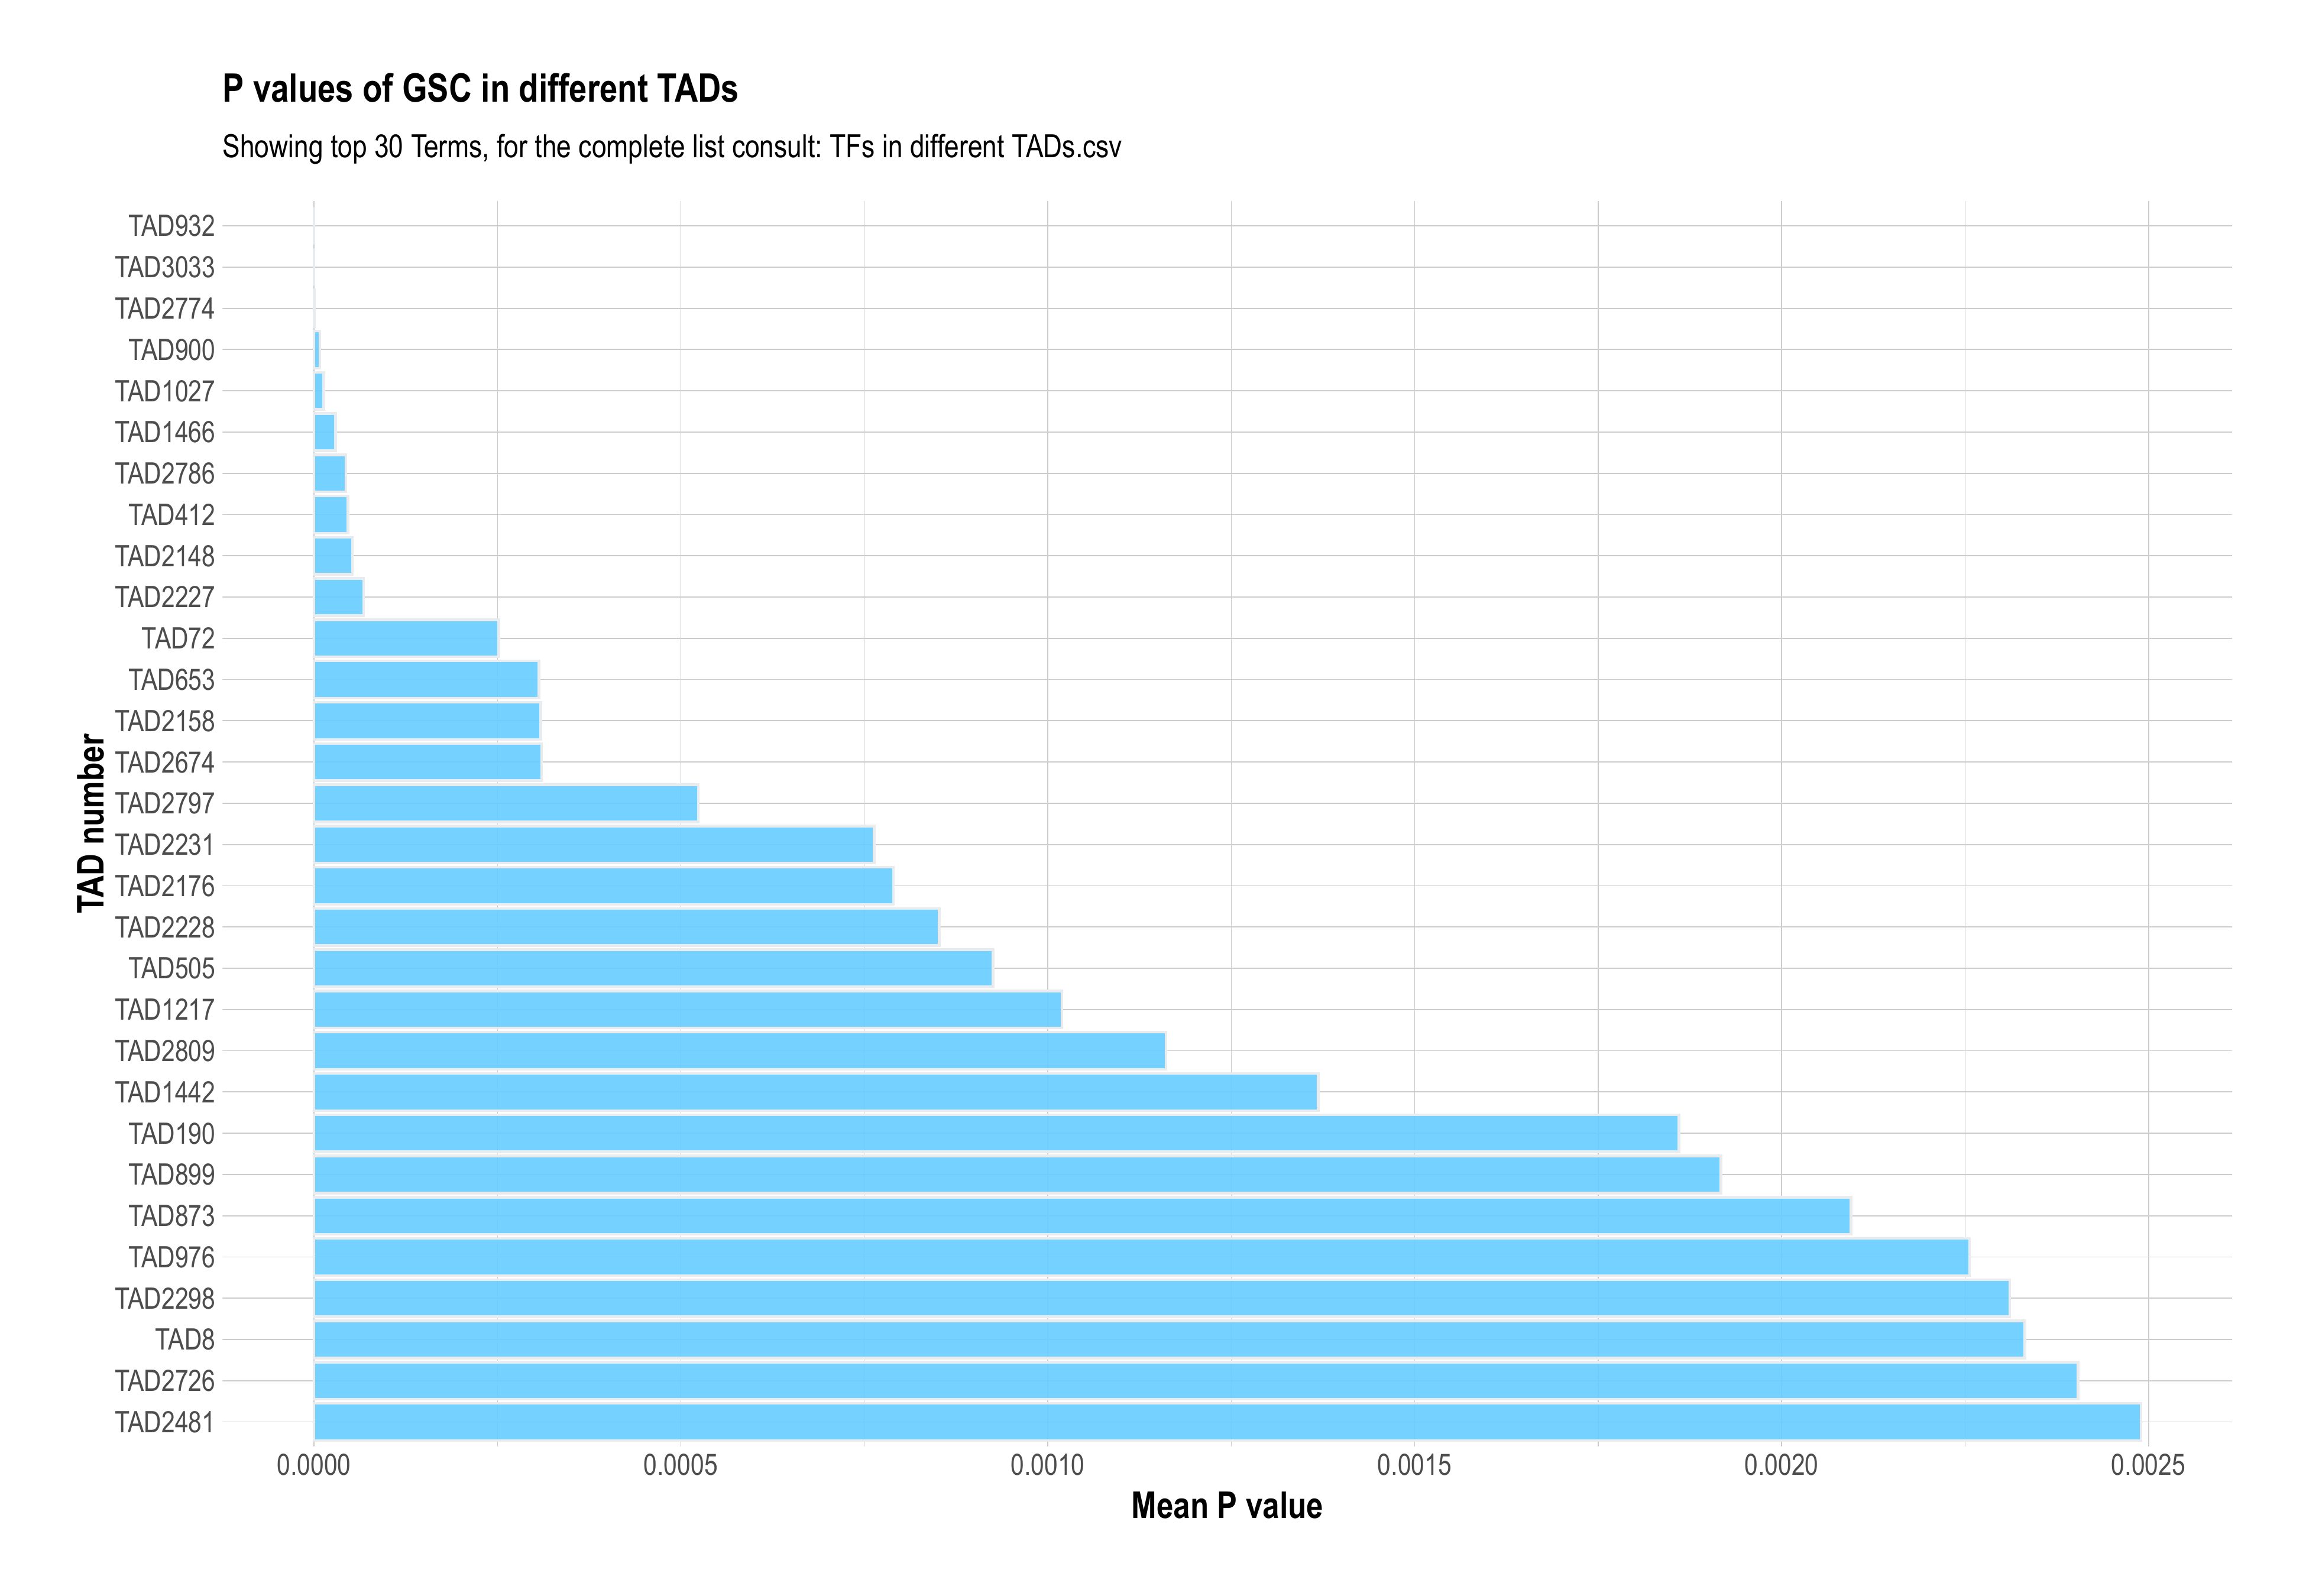 P values of GSC in different TADs
Showing top 30 Terms, for the complete list consult: TFs in different TADs.csv
TAD number
TAD932
TAD3033
TAD2774
TAD900
TAD1027
TAD1466
TAD2786
TAD412
TAD2148
TAD2227
TAD72
TAD653
TAD2158
TAD2674
TAD2797
TAD2231
TAD2176
TAD2228
TAD505
TAD1217
TAD2809
TAD1442
TAD190
TAD899
TAD873
TAD976
TAD2298
TAD8
TAD2726
TAD2481
0.0000 0.0005 0.0010 0.0015 0.0020 0.0025
Mean P value